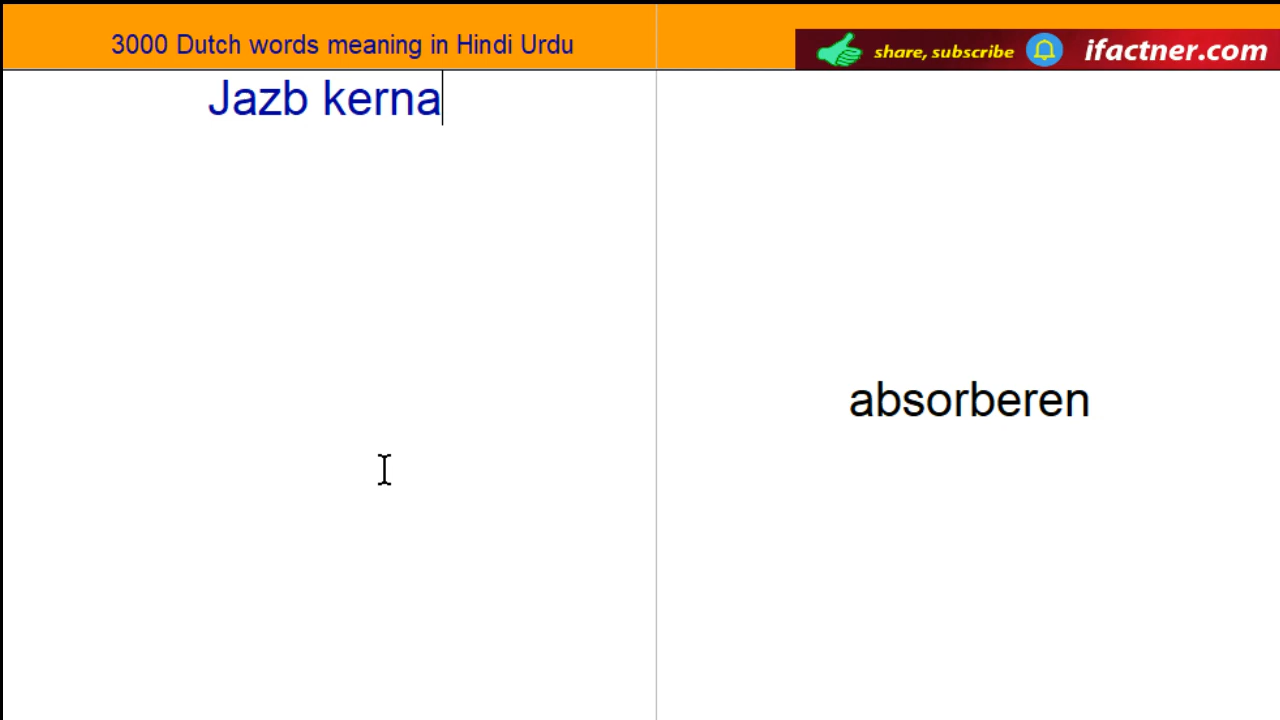 3000 Dutch words meaning in Hindi Urdu
share, subscribe
ifactner.com
Jazb kerna
absorberen